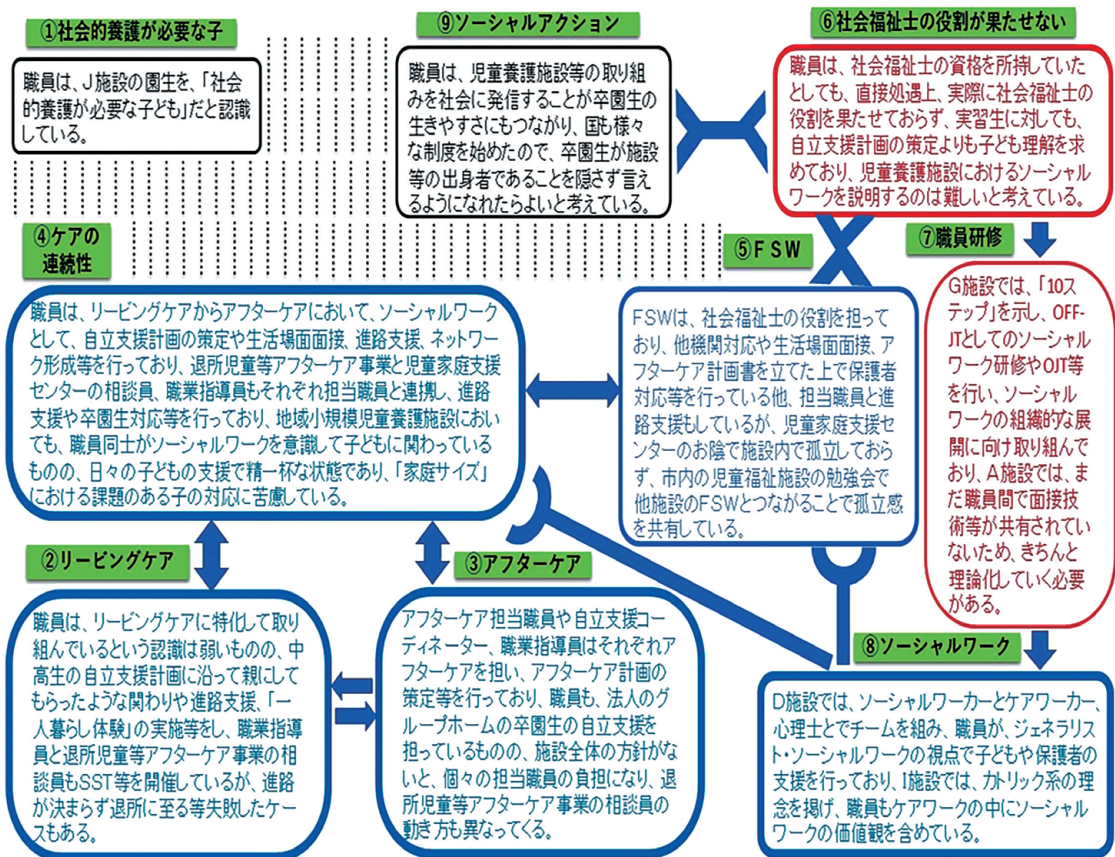 ①社会的養護が必要な子
職員は、J施設の園生を、「社会
的養護が必要な子ども」だと認識
している。
⑨ソーシャルアクション
職員は、児童養護施設等の取り組
みを社会に発信することが卒園生の
生きやすさにもつながり、国も様々
な制度を始めたので、卒園生が施設
等の出身者であることを隠さず言え
るようになれたらよいと考えている。
⑥社会福祉士の役割が果たせない
職員は、社会福祉士の資格を所持していた
としても、直接処遇上、実際に社会福祉士の
役割を果たせておらず、実習生に対しても、
自立支援計画の策定よりも子ども理解を求
めており、児童養護施設におけるソーシャル
ワークを説明するのは難しいと考えている。
④ケアの
連続性
職員は、リービングケアからアフターケアにおいて、ソーシャルワーク
として、自立支援計画の策定や生活場面面接、進路支援、ネットワー
ク形成等を行っており、退所児童等アフターケア事業と児童家庭支援
センターの相談員、職業指導員もそれぞれ担当職員と連携し、進路
支援や卒園生対応等を行っており、地域小規模児童養護施設におい
ても、職員同士がソーシャルワークを意識して子どもに関わっている
ものの、日々の子どもの支援で精一杯な状態であり、「家庭サイズ」
における課題のある子の対応に苦慮している。
⑤ＦＳＷ
FSWは、社会福祉士の役割を担って
おり、他機関対応や生活場面面接、ア
フターケア計画書を立てた上で保護者
対応等を行っている他、担当職員と進
路支援もしているが、児童家庭支援セ
ンターのお陰で施設内で孤立しておら
ず、市内の児童福祉施設の勉強会で
他施設のFSWとつながることで孤立感
を共有している。
⑦職員研修
G施設では、「10ス
テップ」を示し、OFF-
JTとしてのソーシャル
ワーク研修やOJT等
を行い、ソーシャル
ワークの組織的な展
開に向け取り組んで
おり、A施設では、ま
だ職員間で面接技
術等が共有されてい
ないため、きちんと
理論化していく必要
がある。
②リービングケア
職員は、リービングケアに特化して取り
組んでいるという認識は弱いものの、中
高生の自立支援計画に沿って親にして
もらったような関わりや進路支援、「一
人暮らし体験」の実施等をし、職業指導
員と退所児童等アフターケア事業の相
談員もSST等を開催しているが、進路
が決まらず退所に至る等失敗したケー
スもある。
③アフターケア
アフターケア担当職員や自立支援コー
ディネーター、職業指導員はそれぞれア
フターケアを担い、アフターケア計画の
策定等を行っており、職員も、法人のグ
ループホームの卒園生の自立支援を
担っているものの、施設全体の方針がな
いと、個々の担当職員の負担になり、退
所児童等アフターケア事業の相談員の
動き方も異なってくる。
⑧ソーシャルワーク
D施設では、ソーシャルワーカーとケアワーカー、
心理士とでチームを組み、職員が、ジェネラリス
ト・ソーシャルワークの視点で子どもや保護者の
支援を行っており、I施設では、カトリック系の理
念を掲げ、職員もケアワークの中にソーシャル
ワークの価値観を含めている。